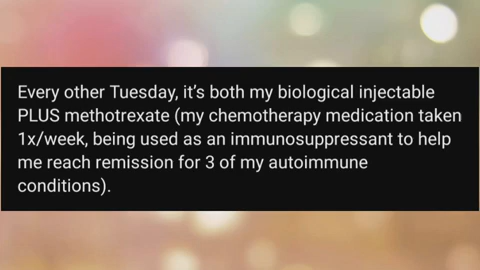 Every other Tuesday, it’s both my biological injectable
PLUS methotrexate (my chemotherapy medication taken
1x/week, being used as an immunosuppressant to help
me reach remission for 3 of my autoimmune
conditions).